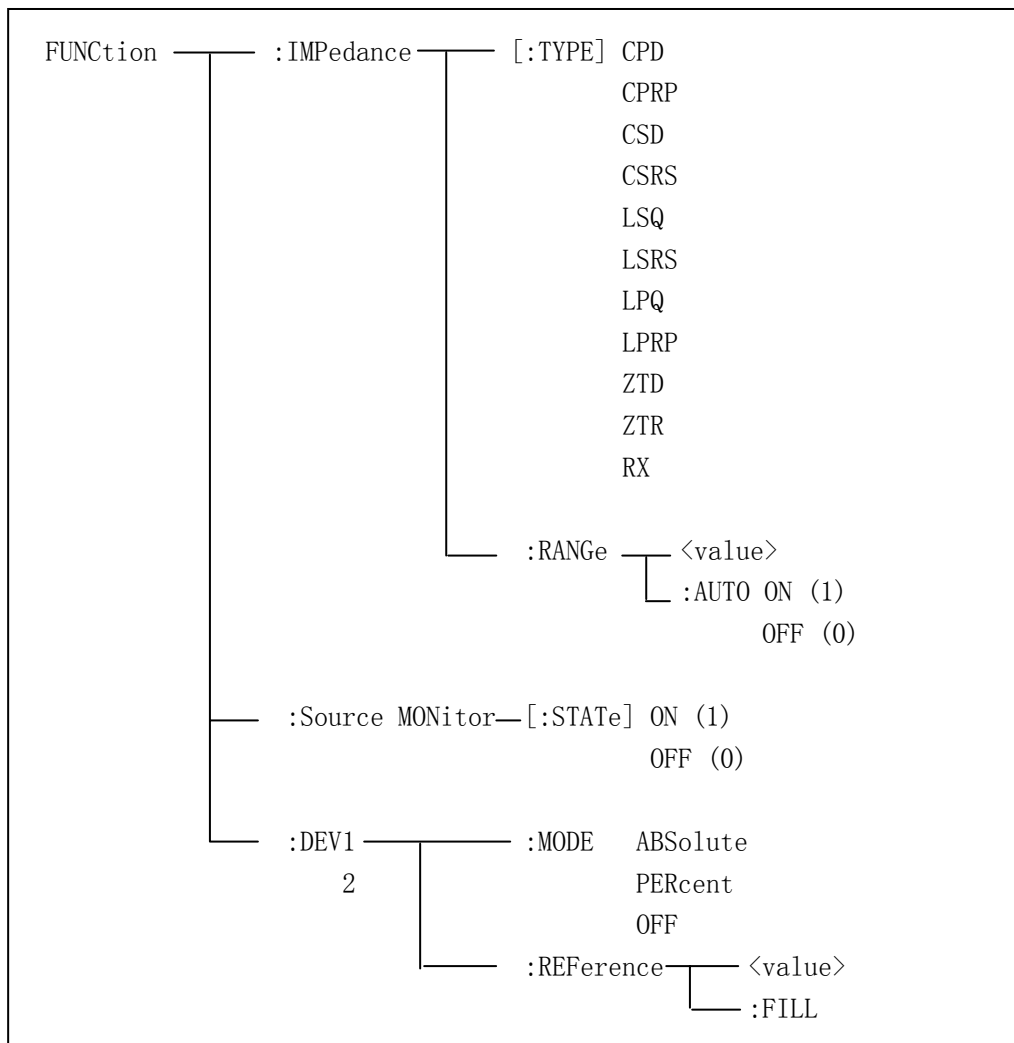 FUNCtion :IMPedance [:TYPE] CPD
CPRP
CSD
CSRS
LSQ
LSRS
LPQ
LPRP
ZTD
ZTR
RX
:RANGe <value>
:AUTO ON (1)
OFF (0)
:Source MONitor [:STATe] ON (1)
OFF (0)
:DEV1 :MODE ABSolute
2 PERcent
OFF
:REFerence <value>
:FILL